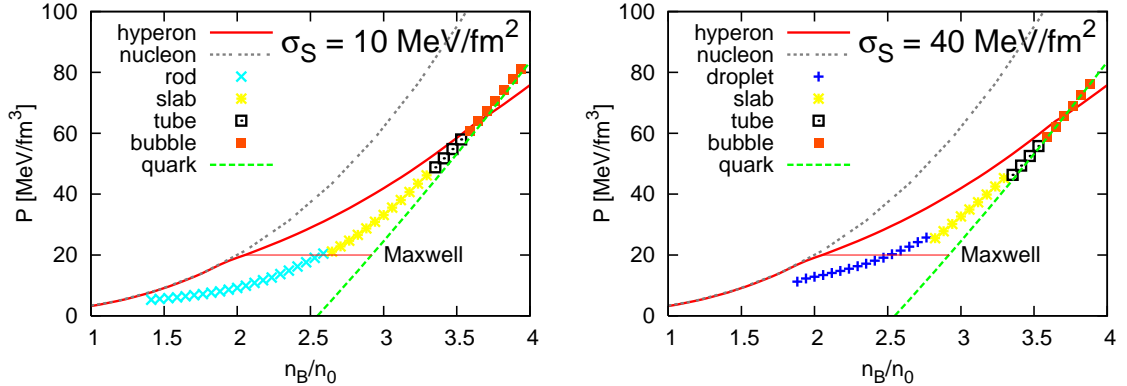 hyperon
nucleon
rod
slab
tube
bubble
quark
σS = 10 MeV/fm²
Maxwell
P [MeV/fm³]
0
20
40
60
80
100
1
1.5
2
2.5
3
3.5
4
nB/n0
hyperon
nucleon
droplet
slab
tube
bubble
quark
σS = 40 MeV/fm²
Maxwell
P [MeV/fm³]
0
20
40
60
80
100
1
1.5
2
2.5
3
3.5
4
nB/n0